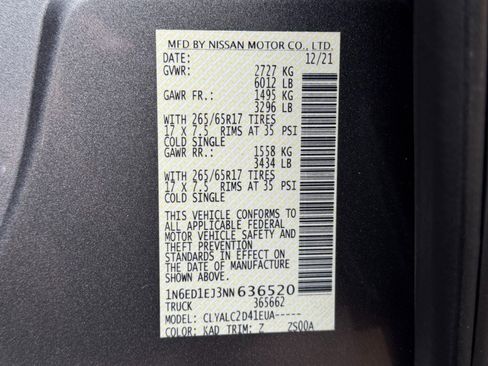 MFD BY NISSAN MOTOR CO., LTD.
DATE: 12/21
GVWR: 2727 KG
6012 LB
GAWR FR.: 1495 KG
3296 LB
WITH 265/65R17 TIRES
17 X 7.5 RIMS AT 35 PSI
COLD SINGLE
GAWR RR.: 1558 KG
3434 LB
WITH 265/65R17 TIRES
17 X 7.5 RIMS AT 35 PSI
COLD SINGLE
THIS VEHICLE CONFORMS TO
ALL APPLICABLE FEDERAL
MOTOR VEHICLE SAFETY AND
THEFT PREVENTION
STANDARDS IN EFFECT ON
THE DATE OF MANUFACTURE
SHOWN ABOVE.
1N6ED1EJ3NN636520
TRUCK 365662
MODEL: CLYALC2D41EUA-----
COLOR: KAD TRIM: Z ZS00A